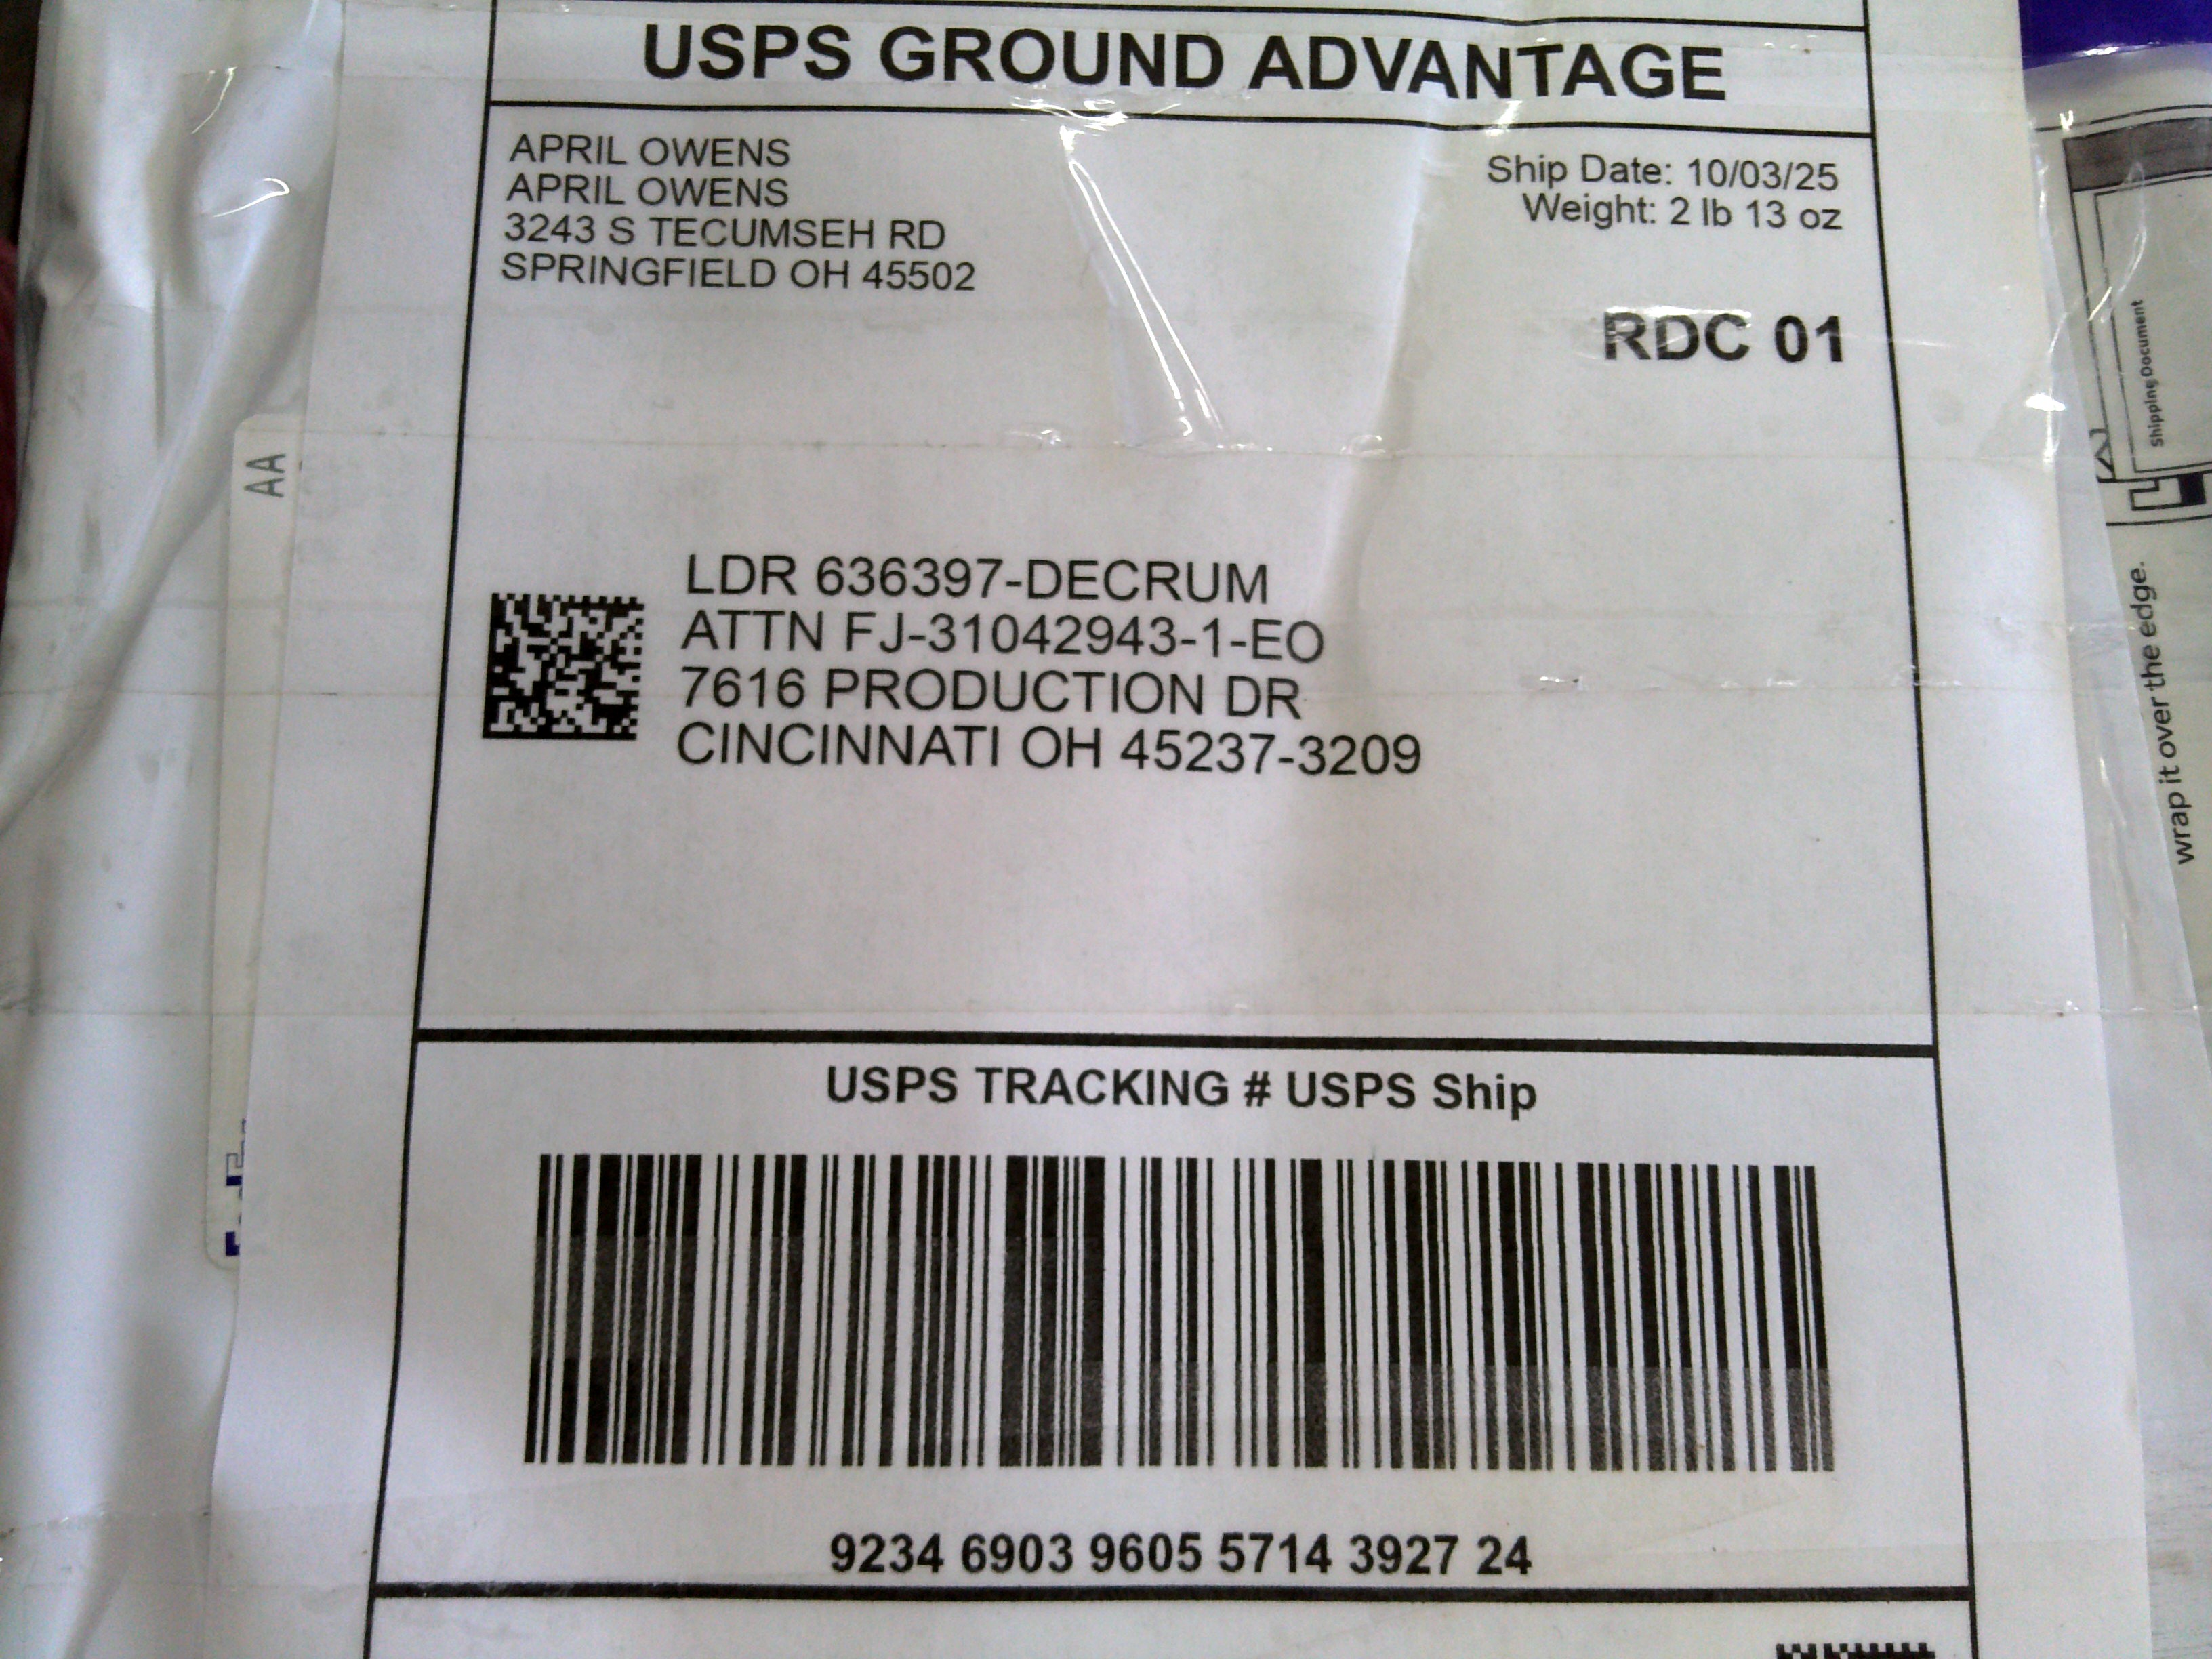 USPS GROUND ADVANTAGE
APRIL OWENS
APRIL OWENS
3243 S TECUMSEH RD
SPRINGFIELD OH 45502
Ship Date: 10/03/25
Weight: 2 lb 13 oz
RDC 01
LDR 636397-DECRUM
ATTN FJ-31042943-1-EO
7616 PRODUCTION DR
CINCINNATI OH 45237-3209
USPS TRACKING # USPS Ship
9234 6903 9605 5714 3927 24
AA
Shipping Document
wrap it over the edge.